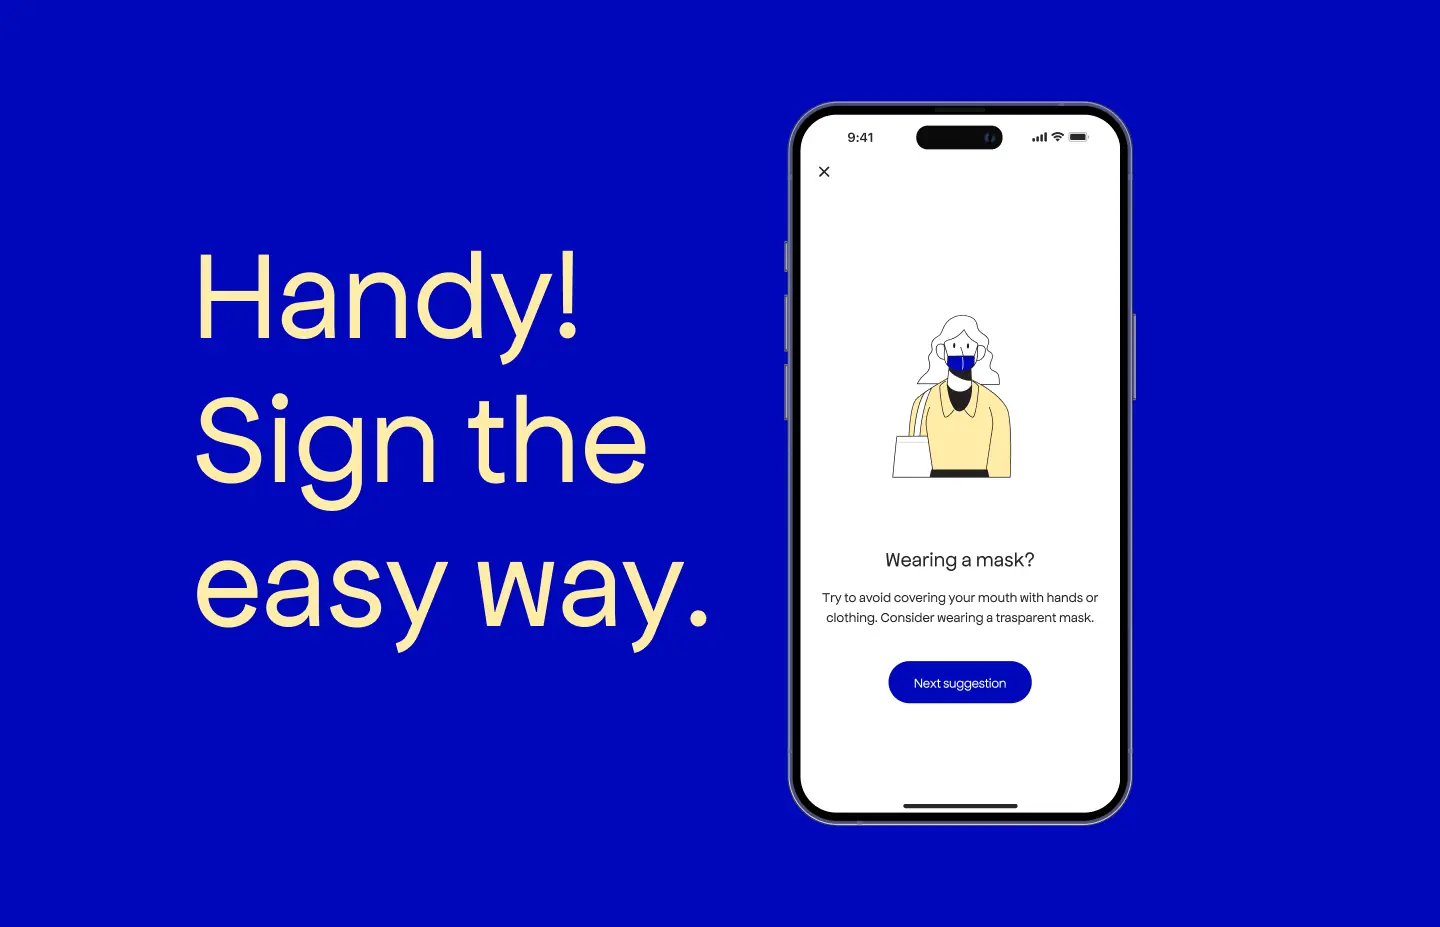 Handy!
Sign the
easy way.
9:41
Wearing a mask?
Try to avoid covering your mouth with hands or
clothing. Consider wearing a trasparent mask.
Next suggestion